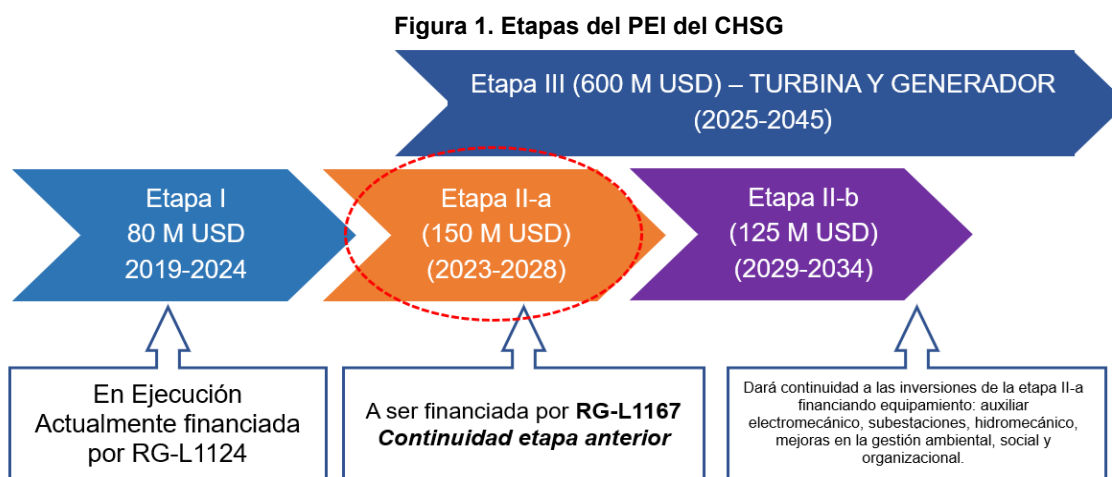 Figura 1. Etapas del PEI del CHSG
Etapa III (600 M USD) – TURBINA Y GENERADOR
(2025-2045)
Etapa I
80 M USD
2019-2024
Etapa II-a
(150 M USD)
(2023-2028)
Etapa II-b
(125 M USD)
(2029-2034)
En Ejecución
Actualmente financiada
por RG-L1124
A ser financiada por RG-L1167
Continuidad etapa anterior
Dará continuidad a las inversiones de la etapa II-a
financiando equipamiento: auxiliar
electromecánico, subestaciones, hidromecánico,
mejoras en la gestión ambiental, social y
organizacional.